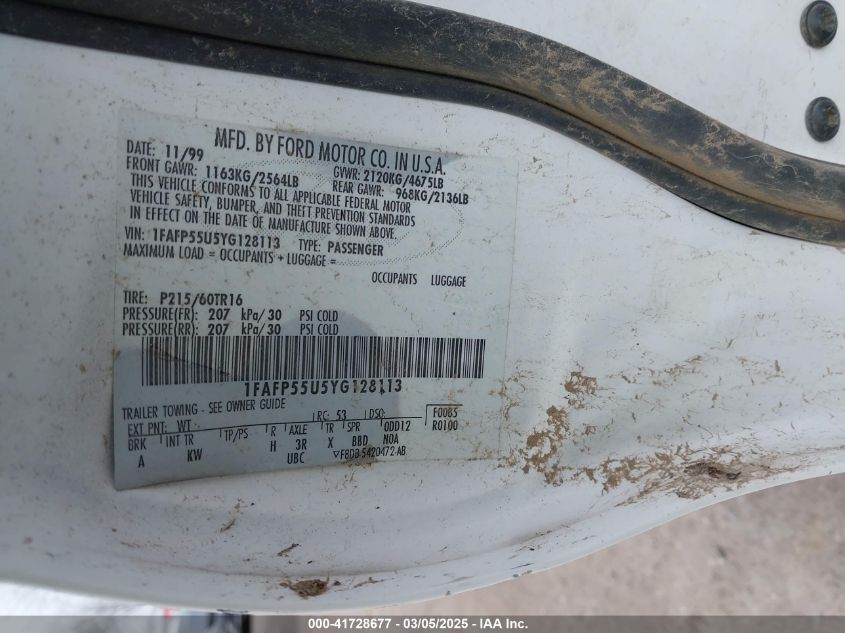 MFD. BY FORD MOTOR CO. IN U.S.A.
DATE: 11/99 GVWR: 2120KG/4675LB
FRONT GAWR: 1163KG/2564LB REAR GAWR: 968KG/2136LB
THIS VEHICLE CONFORMS TO ALL APPLICABLE FEDERAL MOTOR
VEHICLE SAFETY, BUMPER, AND THEFT PREVENTION STANDARDS
IN EFFECT ON THE DATE OF MANUFACTURE SHOWN ABOVE.
VIN: 1FAFP55U5YG128113 TYPE: PASSENGER
MAXIMUM LOAD = OCCUPANTS + LUGGAGE =
OCCUPANTS LUGGAGE
TIRE: P215/60TR16
PRESSURE(FR): 207 kPa/30 PSI COLD
PRESSURE(RR): 207 kPa/30 PSI COLD
1FAFP55U5YG128113
TRAILER TOWING - SEE OWNER GUIDE
EXT PNT: WT RC: 53 DSO: F0085
BRK INT TR TP/PS R AXLE TR SPR ODD12 R0100
A KW H 3R X BBD NOA
UBC ▽F8DB 5420472-AB
000-41728677 - 03/05/2025 - IAA Inc.